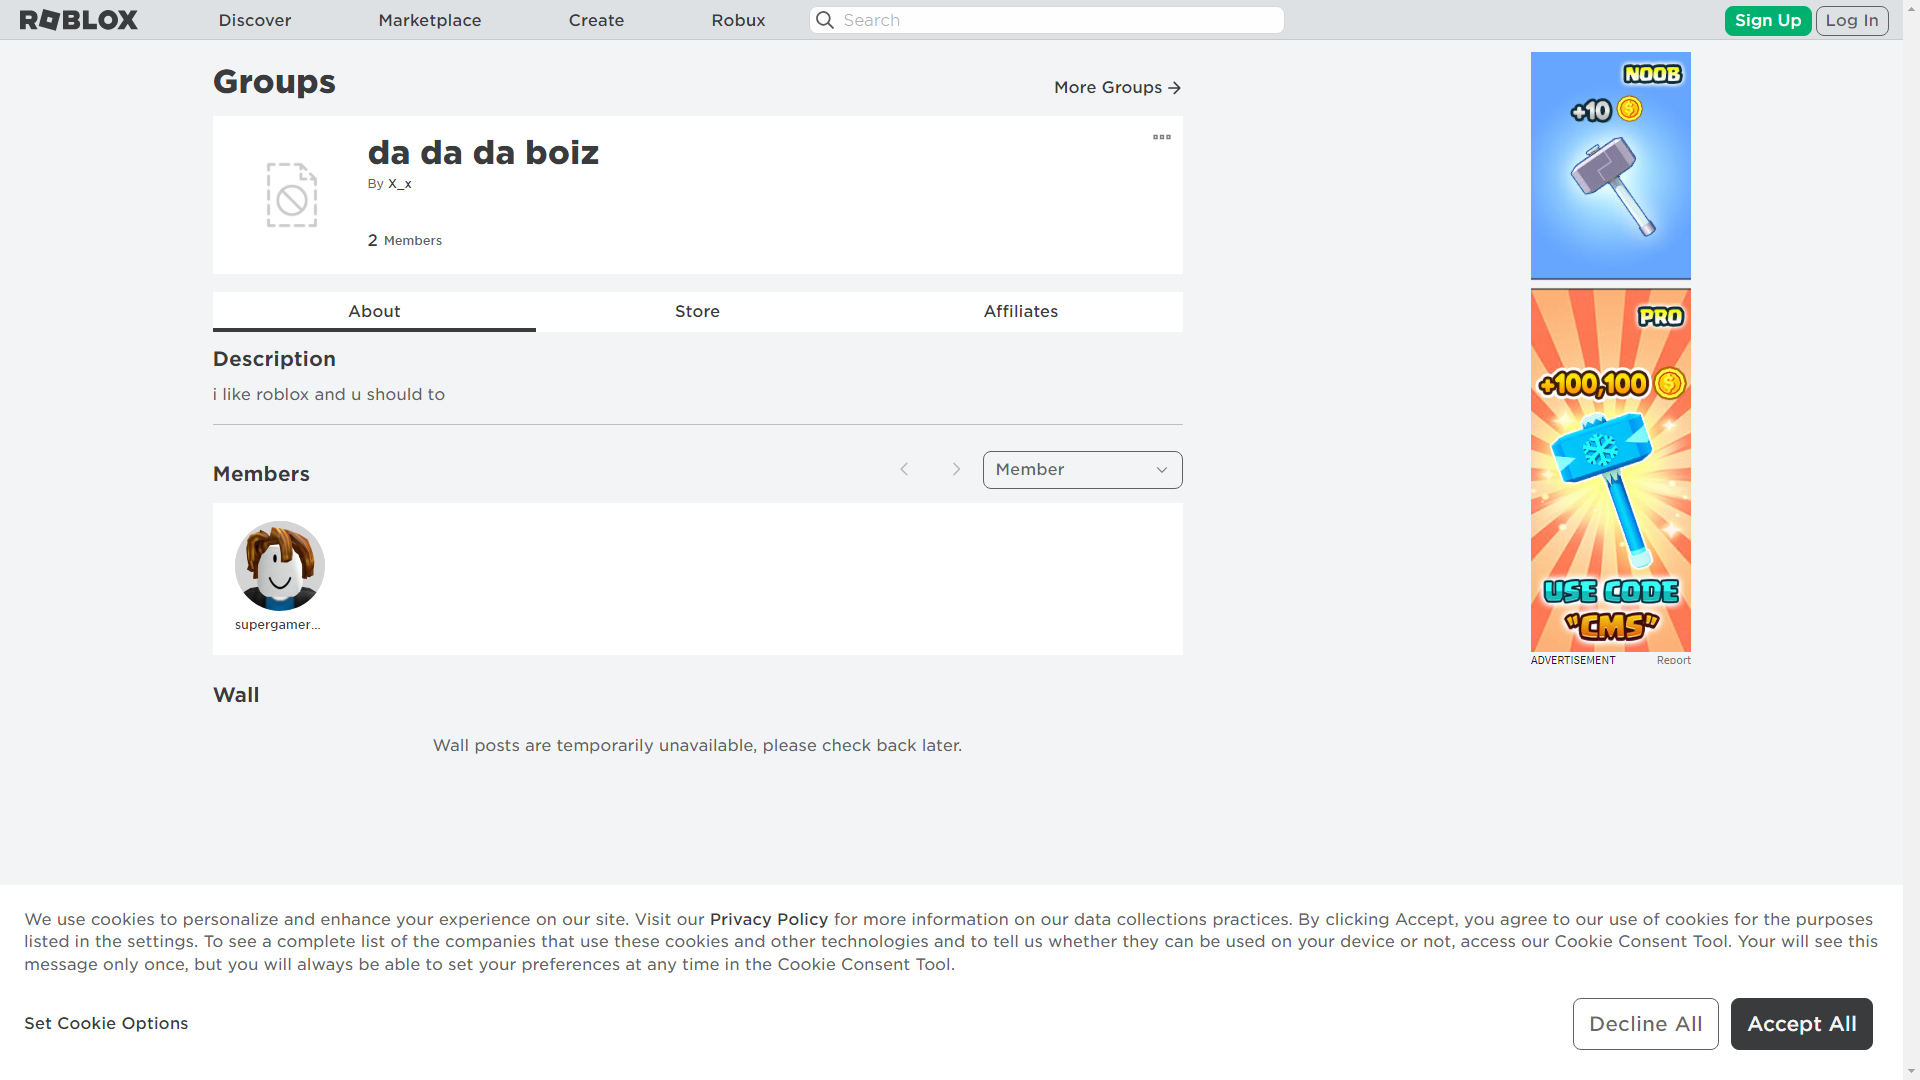 ROBLOX
Discover
Marketplace
Create
Robux
Search
Sign Up
Log In
Groups
More Groups
da da da boiz
By X_x
2 Members
About
Store
Affiliates
Description
i like roblox and u should to
Members
Member
supergamer...
Wall
Wall posts are temporarily unavailable, please check back later.
NOOB
+10
PRO
+100,100
USE CODE
"CMS"
ADVERTISEMENT
Report
We use cookies to personalize and enhance your experience on our site. Visit our Privacy Policy for more information on our data collections practices. By clicking Accept, you agree to our use of cookies for the purposes
listed in the settings. To see a complete list of the companies that use these cookies and other technologies and to tell us whether they can be used on your device or not, access our Cookie Consent Tool. Your will see this
message only once, but you will always be able to set your preferences at any time in the Cookie Consent Tool.
Set Cookie Options
Decline All
Accept All